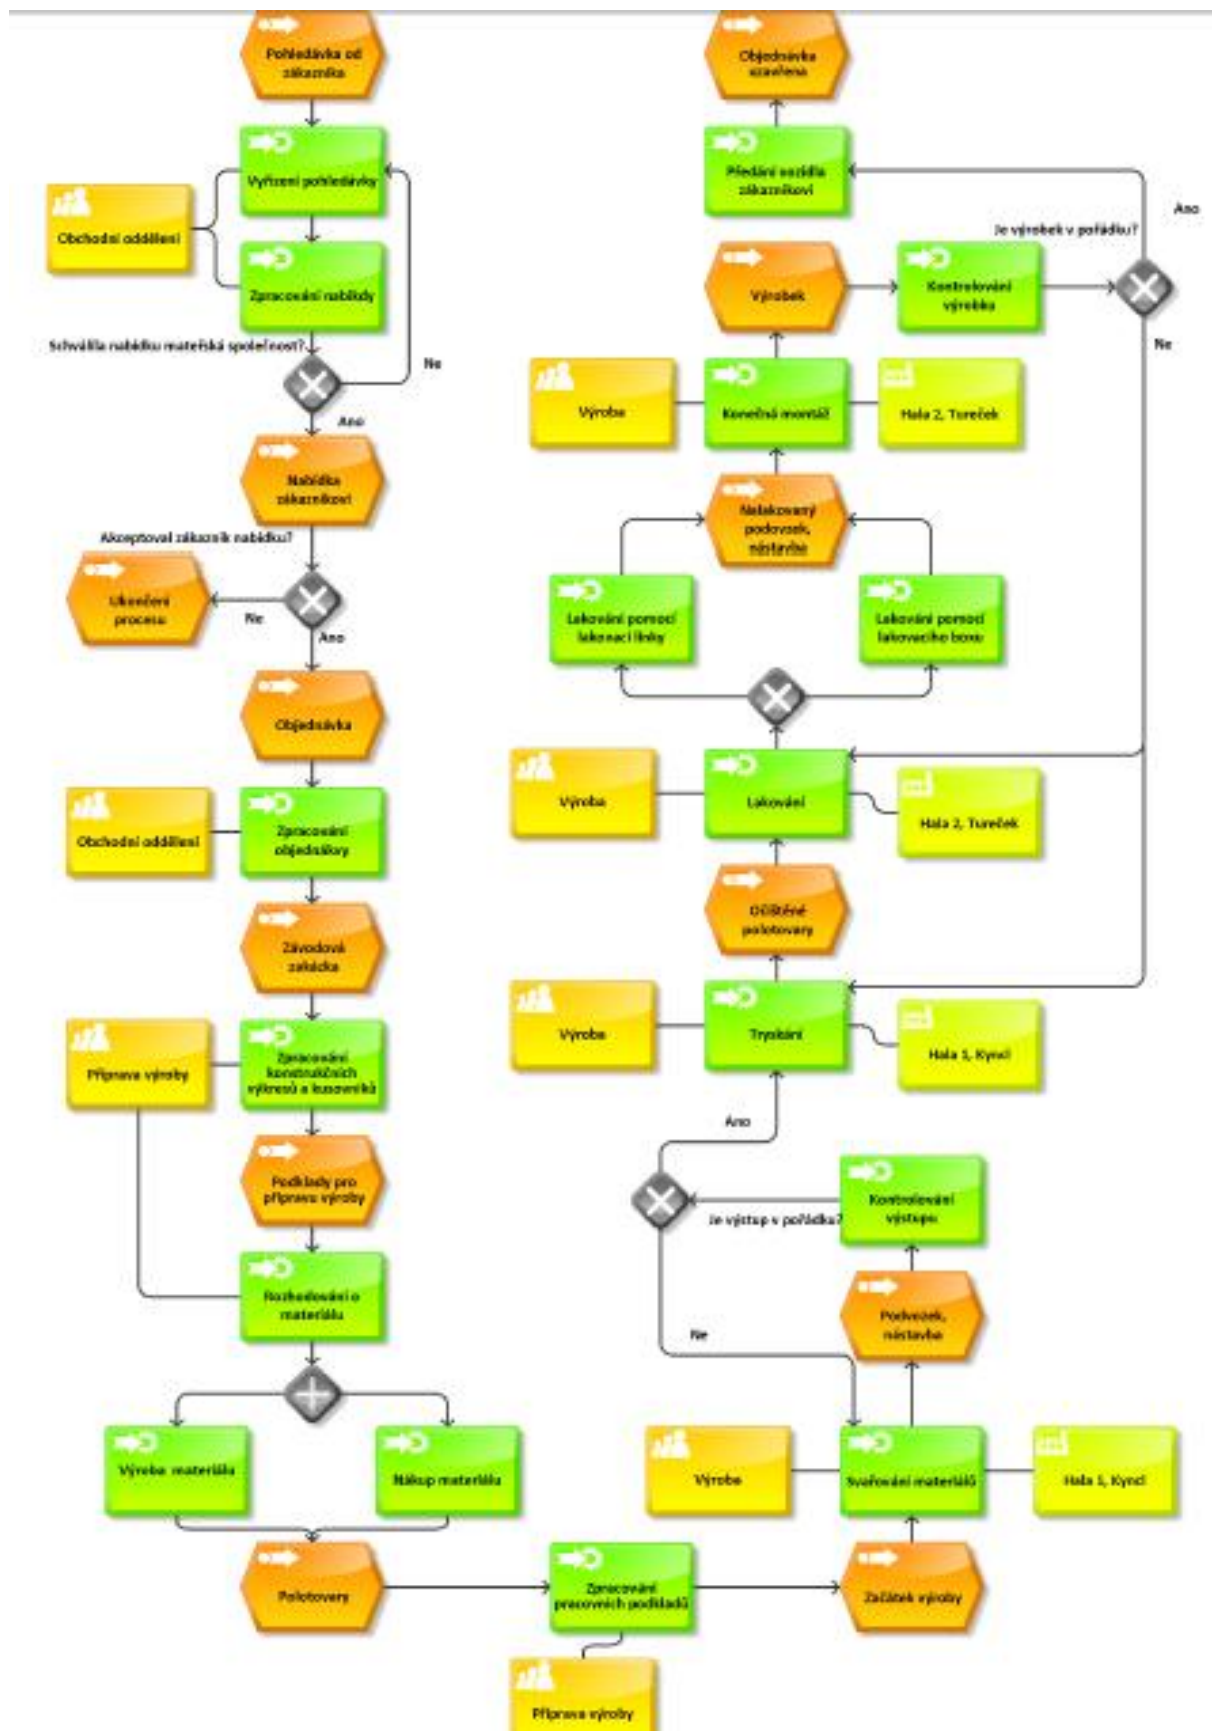 Pohledávka od
zákazníka
Vyřízení pohledávky
Obchodní oddělení
Zpracování nabíkdy
Schválila nabídku mateřská společnost?
Ne
Ano
Nabídka
zákazníkovi
Akceptoval zákazník nabídku?
Ukončení
procesu
Ne
Ano
Objednávka
Obchodní oddělení
Zpracování
objednákvy
Závodová
zakázka
Příprava výroby
Zpracování
konstrukčních
výkresů a kusovníků
Podklady pro
přípravu výroby
Rozhodování o
materiálu
Výroba materiálu
Nákup materiálu
Polotovary
Zpracování
pracovních podkladů
Příprava výroby
Začátek výroby
Výroba
Svařování materiálů
Hala 1, Kyncl
Podvozek,
nástavba
Kontrolování
výstupu
Je výstup v pořádku?
Ne
Ano
Výroba
Tryskání
Hala 1, Kyncl
Očištěné
polotovary
Výroba
Lakování
Hala 2, Tureček
Lakování pomocí
lakonací linky
Lakování pomocí
lakovacího boxu
Nalakovaný
podovzek,
nástavba
Výroba
Konečná montáž
Hala 2, Tureček
Výrobek
Kontrolování
výrobku
Je výrobek v pořádku?
Ano
Ne
Předání vozidla
zákazníkovi
Objednávka
uzavřena